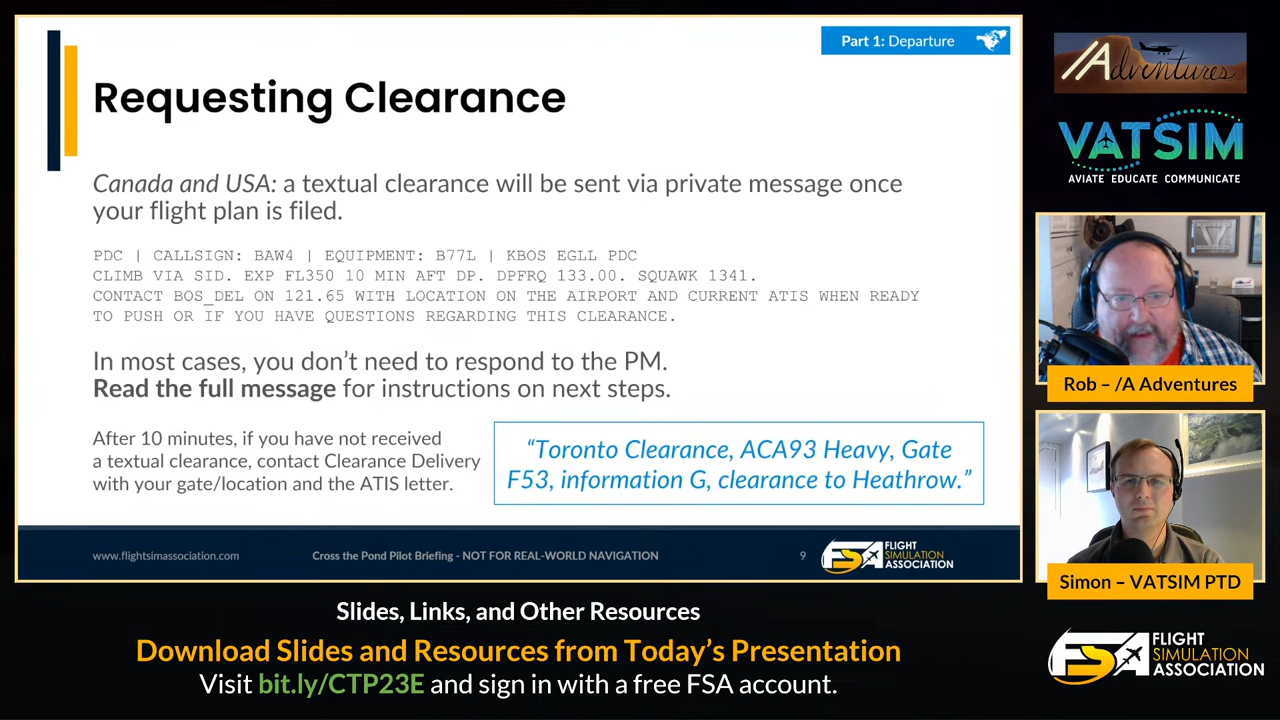 Part 1: Departure
Requesting Clearance
Canada and USA: a textual clearance will be sent via private message once
your flight plan is filed.
PDC | CALLSIGN: BAW4 | EQUIPMENT: B77L | KBOS EGLL PDC
CLIMB VIA SID. EXP FL350 10 MIN AFT DP. DPFRQ 133.00. SQUAWK 1341.
CONTACT BOS_DEL ON 121.65 WITH LOCATION ON THE AIRPORT AND CURRENT ATIS WHEN READY
TO PUSH OR IF YOU HAVE QUESTIONS REGARDING THIS CLEARANCE.
In most cases, you don’t need to respond to the PM.
Read the full message for instructions on next steps.
After 10 minutes, if you have not received
a textual clearance, contact Clearance Delivery
with your gate/location and the ATIS letter.
“Toronto Clearance, ACA93 Heavy, Gate
F53, information G, clearance to Heathrow.”
www.flightsimassociation.com
Cross the Pond Pilot Briefing - NOT FOR REAL-WORLD NAVIGATION
9
FSA
FLIGHT
SIMULATION
ASSOCIATION
/Adventures
VATSIM
AVIATE EDUCATE COMMUNICATE
Rob – /A Adventures
Simon – VATSIM PTD
Slides, Links, and Other Resources
Download Slides and Resources from Today’s Presentation
Visit bit.ly/CTP23E and sign in with a free FSA account.
FSA
FLIGHT
SIMULATION
ASSOCIATION